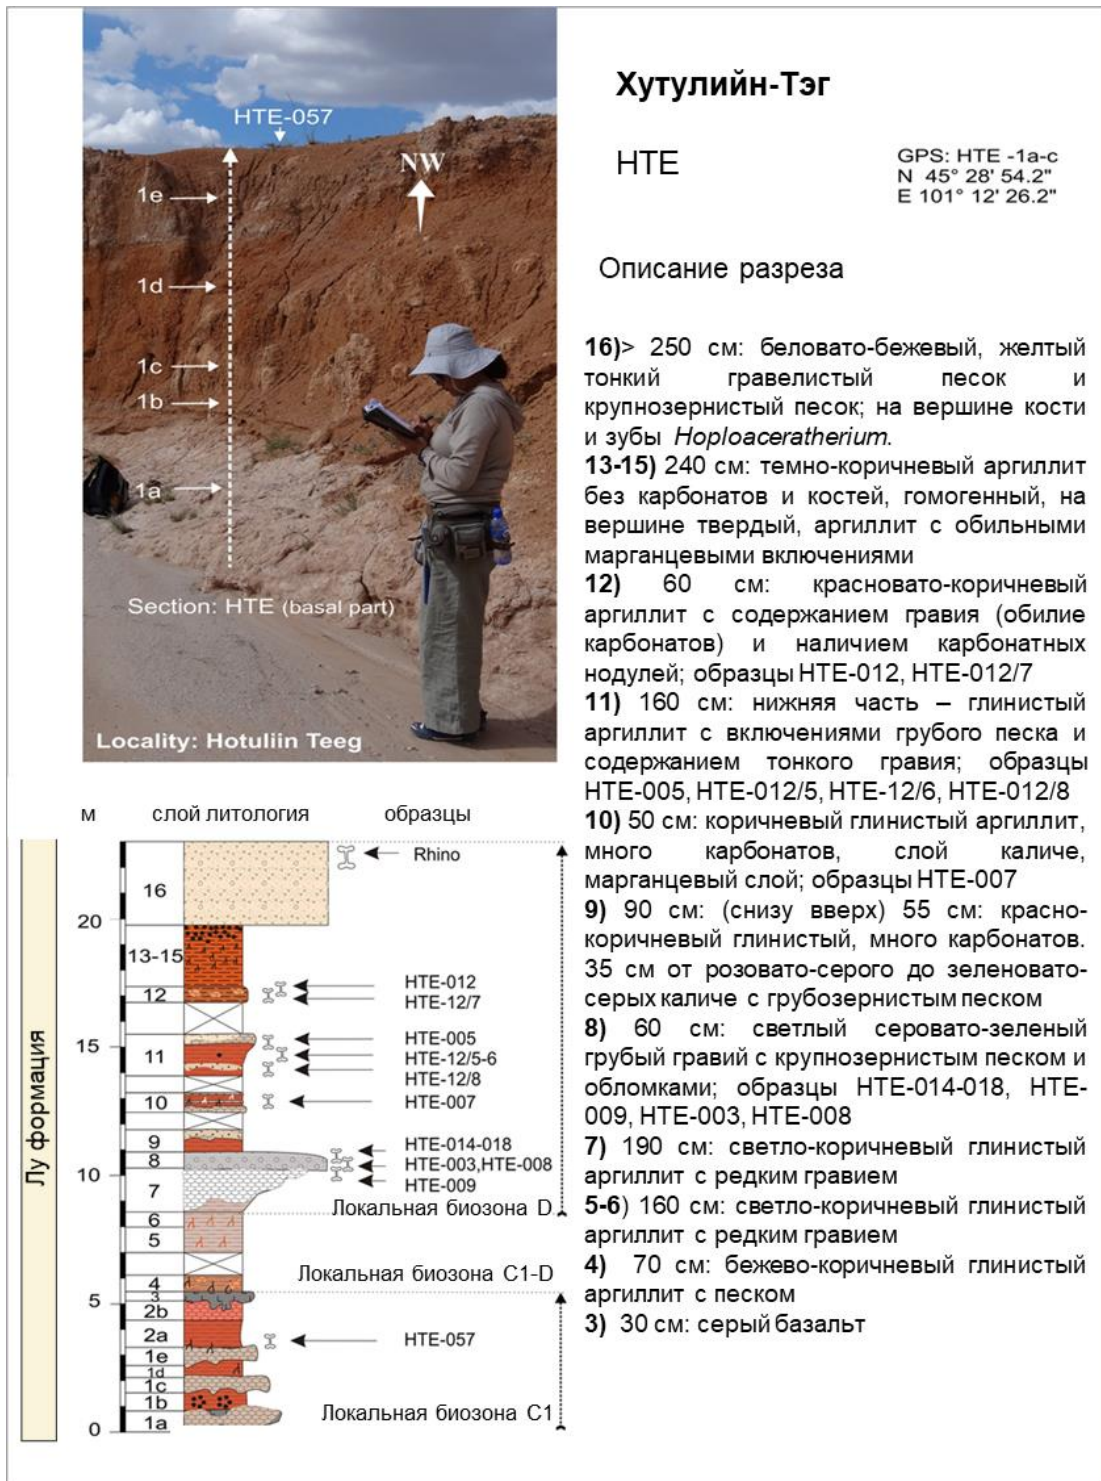 HTE-057
NW
1e
1d
1c
1b
1a
Section: HTE (basal part)
Locality: Hotuliin Teeg
Хутулийн-Тэг
HTE
GPS: HTE -1a-c
N 45° 28' 54.2"
E 101° 12' 26.2"
Описание разреза
16)> 250 см: беловато-бежевый, желтый
тонкий гравелистый песок и
крупнозернистый песок; на вершине кости
и зубы Hoploaceratherium.
13-15) 240 см: темно-коричневый аргиллит
без карбонатов и костей, гомогенный, на
вершине твердый, аргиллит с обильными
марганцевыми включениями
12) 60 см: красновато-коричневый
аргиллит с содержанием гравия (обилие
карбонатов) и наличием карбонатных
нодулей; образцы HTE-012, HTE-012/7
11) 160 см: нижняя часть – глинистый
аргиллит с включениями грубого песка и
содержанием тонкого гравия; образцы
HTE-005, HTE-012/5, HTE-12/6, HTE-012/8
10) 50 см: коричневый глинистый аргиллит,
много карбонатов, слой каличе,
марганцевый слой; образцы HTE-007
9) 90 см: (снизу вверх) 55 см: красно-
коричневый глинистый, много карбонатов.
35 см от розовато-серого до зеленовато-
серых каличе с грубозернистым песком
8) 60 см: светлый серовато-зеленый
грубый гравий с крупнозернистым песком и
обломками; образцы HTE-014-018, HTE-
009, HTE-003, HTE-008
7) 190 см: светло-коричневый глинистый
аргиллит с редким гравием
5-6) 160 см: светло-коричневый глинистый
аргиллит с редким гравием
4) 70 см: бежево-коричневый глинистый
аргиллит с песком
3) 30 см: серый базальт
м слой литология образцы
Лу формация
16 Rhino
20
13-15
HTE-012
12 HTE-12/7
HTE-005
15
11 HTE-12/5-6
HTE-12/8
10 HTE-007
9 HTE-014-018
8 HTE-003,HTE-008
10
7 HTE-009
Локальная биозона D
6
5
Локальная биозона C1-D
4
5
3
2b
2a HTE-057
1e
1d
1c
1b
Локальная биозона C1
1a
0